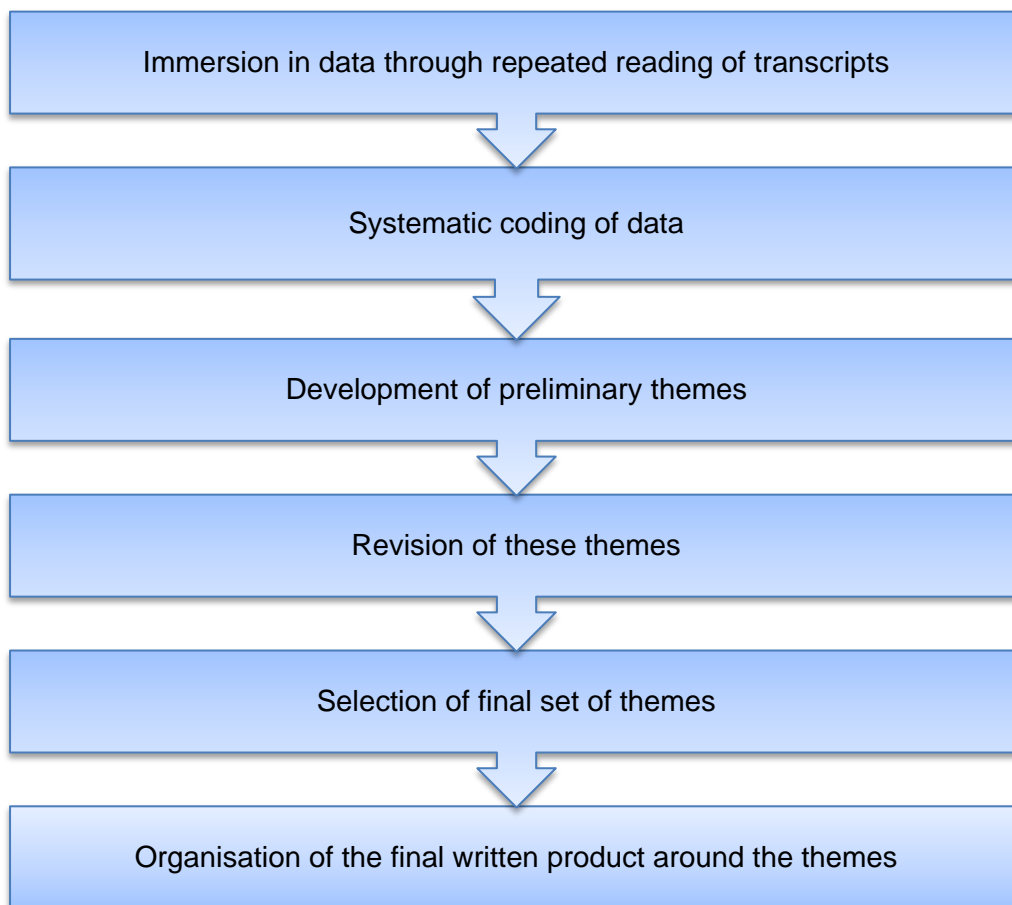 Immersion in data through repeated reading of transcripts
Systematic coding of data
Development of preliminary themes
Revision of these themes
Selection of final set of themes
Organisation of the final written product around the themes